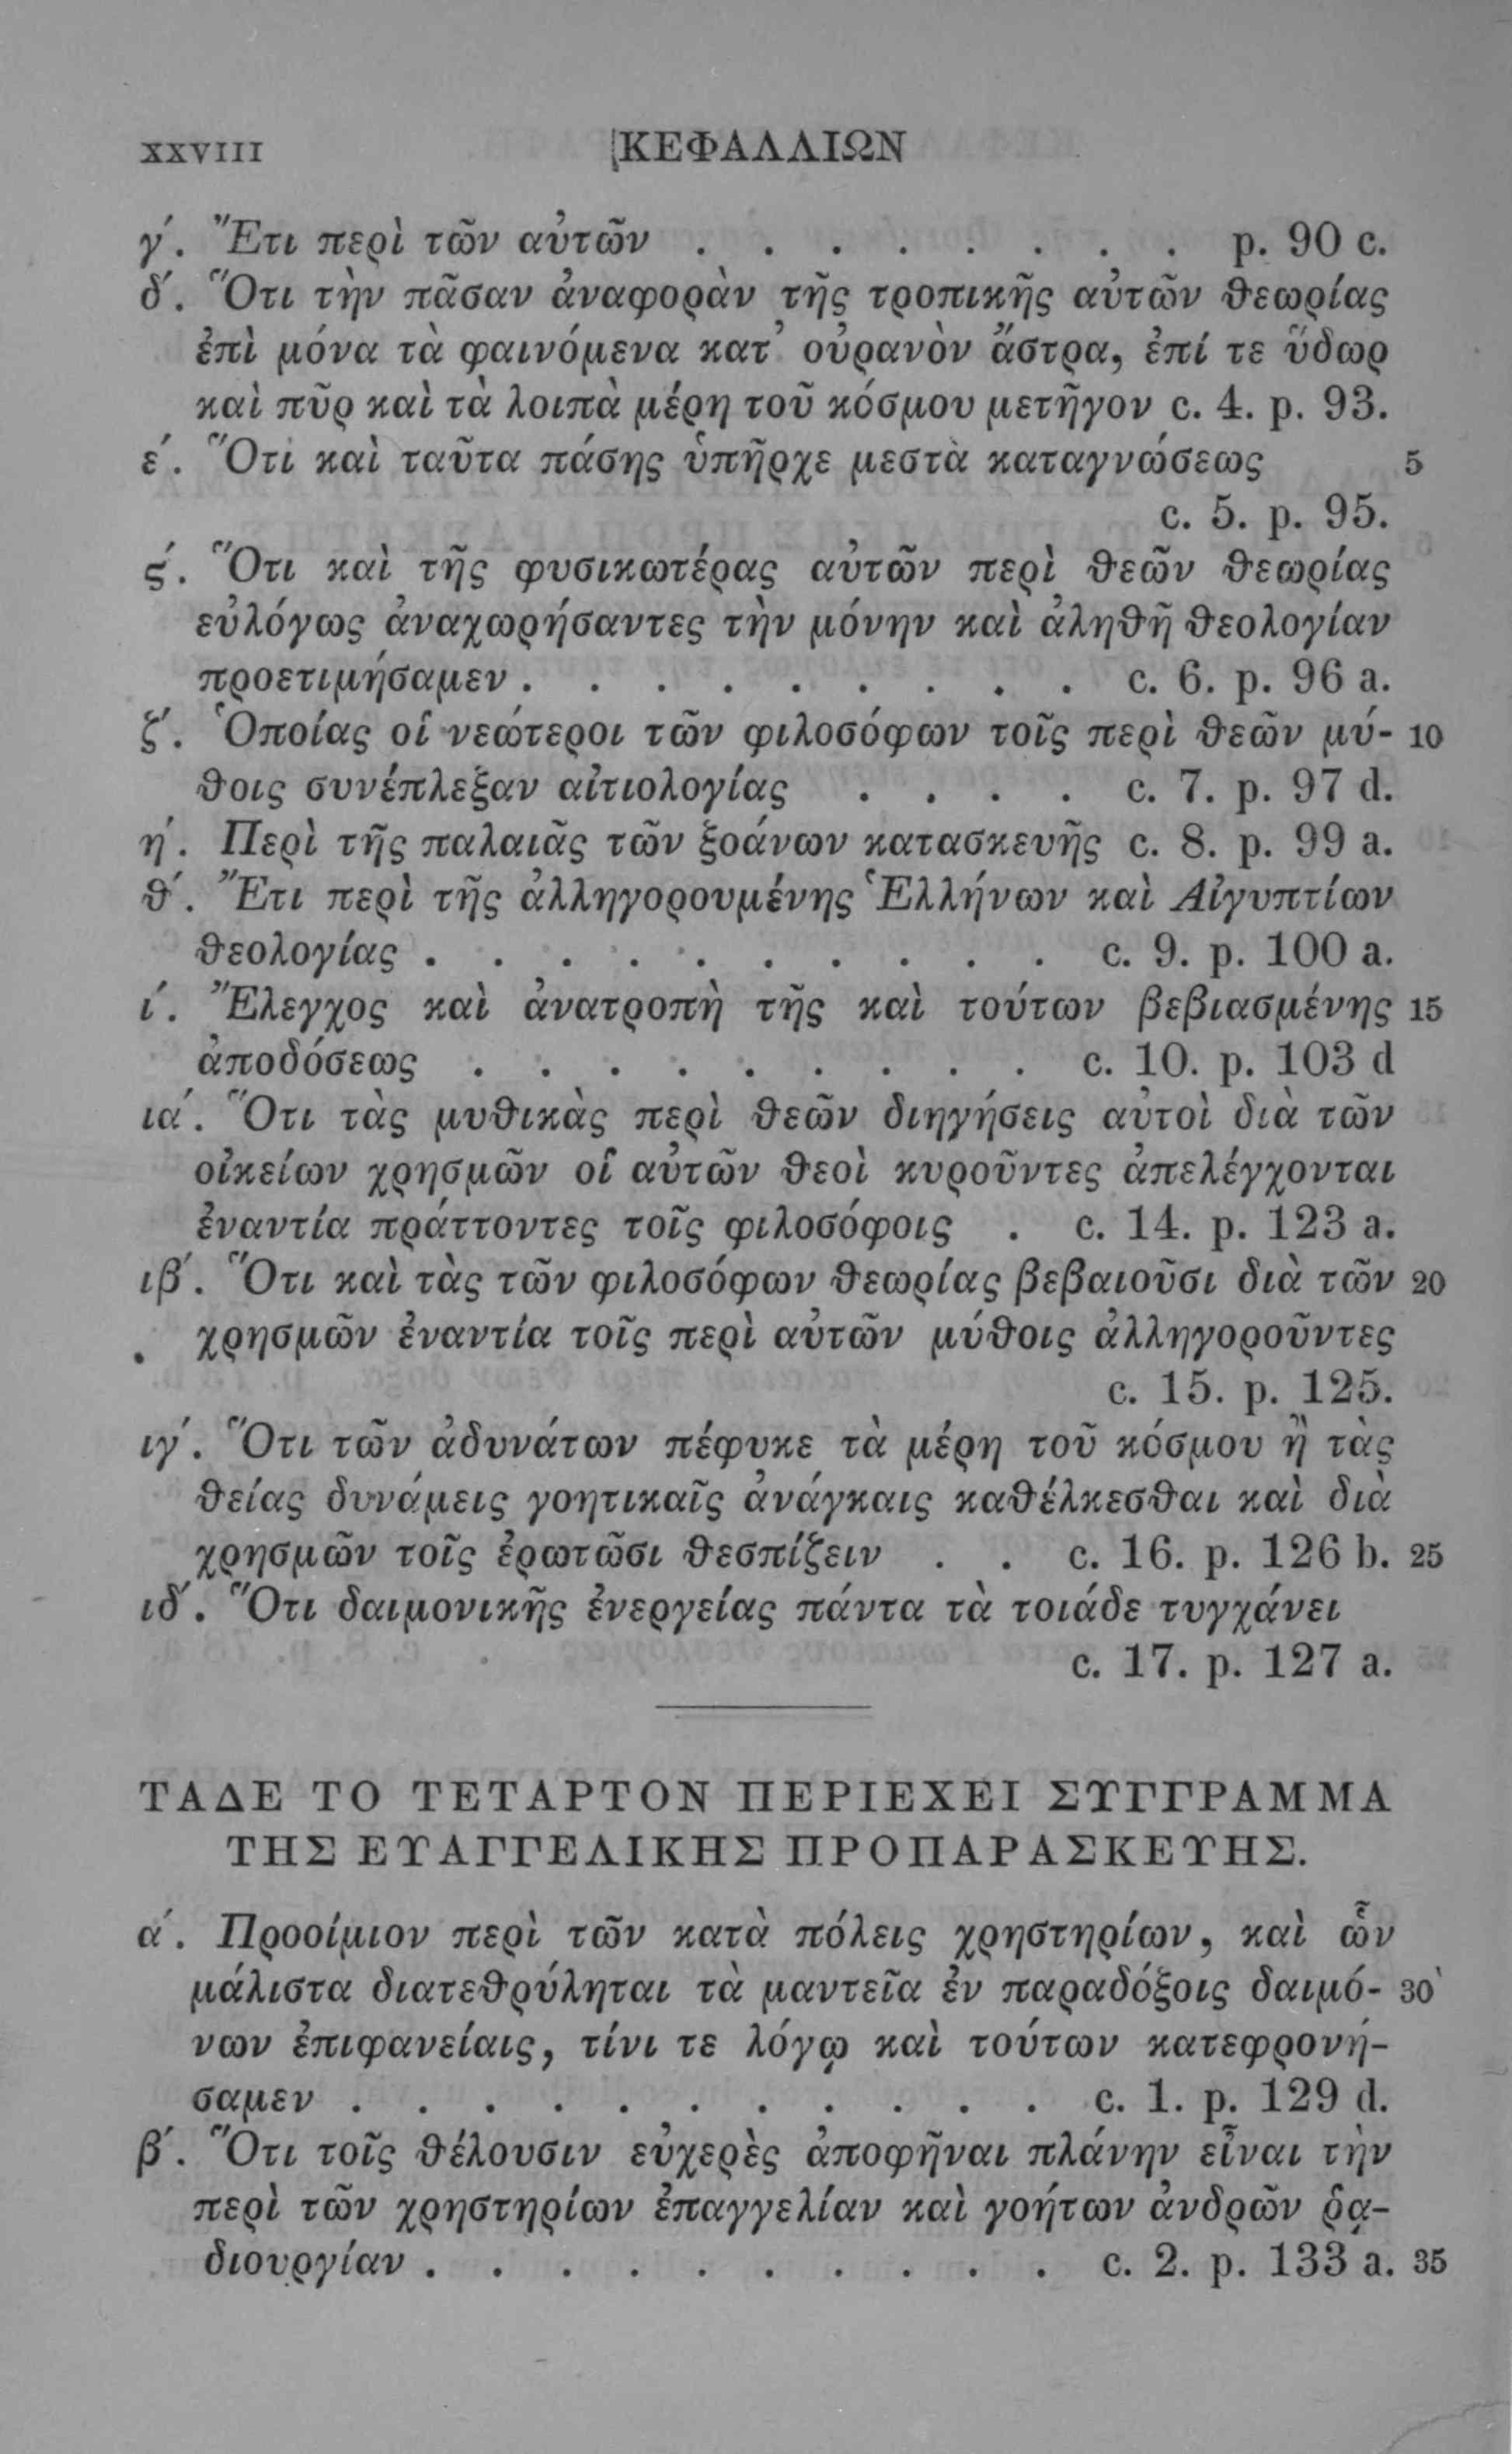 XXVIII ΚΕΦΑΛΛΙΩΝ
γ΄. Ἔτι περὶ τῶν αὐτῶν . . . . . . . . p. 90 c.
δ΄. Ὅτι τὴν πᾶσαν ἀναφορὰν τῆς τροπικῆς αὐτῶν θεωρίας
ἐπὶ μόνα τὰ φαινόμενα κατ᾽ οὐρανὸν ἄστρα, ἐπί τε ὕδωρ
καὶ πῦρ καὶ τὰ λοιπὰ μέρη τοῦ κόσμου μετῆγον c. 4. p. 93.
ε΄. Ὅτι καὶ ταῦτα πάσης ὑπῆρχε μεστὰ καταγνώσεως 5
c. 5. p. 95.
ς΄. Ὅτι καὶ τῆς φυσικωτέρας αὐτῶν περὶ θεῶν θεωρίας
εὐλόγως ἀναχωρήσαντες τὴν μόνην καὶ ἀληθῆ θεολογίαν
προετιμήσαμεν . . . . . . . . . c. 6. p. 96 a.
ζ΄. Ὁποίας οἱ νεώτεροι τῶν φιλοσόφων τοῖς περὶ θεῶν μύ- 10
θοις συνέπλεξαν αἰτιολογίας . . . . c. 7. p. 97 d.
η΄. Περὶ τῆς παλαιᾶς τῶν ξοάνων κατασκευῆς c. 8. p. 99 a.
θ΄. Ἔτι περὶ τῆς ἀλληγορουμένης Ἑλλήνων καὶ Αἰγυπτίων
θεολογίας . . . . . . . . . . c. 9. p. 100 a.
ι΄. Ἔλεγχος καὶ ἀνατροπὴ τῆς καὶ τούτων βεβιασμένης 15
ἀποδόσεως . . . . . . . . . c. 10. p. 103 d
ια΄. Ὅτι τὰς μυθικὰς περὶ θεῶν διηγήσεις αὐτοὶ διὰ τῶν
οἰκείων χρησμῶν οἱ αὐτῶν θεοὶ κυροῦντες ἀπελέγχονται
ἐναντία πράττοντες τοῖς φιλοσόφοις . c. 14. p. 123 a.
ιβ΄. Ὅτι καὶ τὰς τῶν φιλοσόφων θεωρίας βεβαιοῦσι διὰ τῶν 20
χρησμῶν ἐναντία τοῖς περὶ αὐτῶν μύθοις ἀλληγοροῦντες
c. 15. p. 125.
ιγ΄. Ὅτι τῶν ἀδυνάτων πέφυκε τὰ μέρη τοῦ κόσμου ἢ τὰς
θείας δυνάμεις γοητικαῖς ἀνάγκαις καθέλκεσθαι καὶ διὰ
χρησμῶν τοῖς ἐρωτῶσι θεσπίζειν . . c. 16. p. 126 b. 25
ιδ΄. Ὅτι δαιμονικῆς ἐνεργείας πάντα τὰ τοιάδε τυγχάνει
c. 17. p. 127 a.
ΤΑΔΕ ΤΟ ΤΕΤΑΡΤΟΝ ΠΕΡΙΕΧΕΙ ΣΥΓΓΡΑΜΜΑ
ΤΗΣ ΕΥΑΓΓΕΛΙΚΗΣ ΠΡΟΠΑΡΑΣΚΕΥΗΣ.
α΄. Προοίμιον περὶ τῶν κατὰ πόλεις χρηστηρίων, καὶ ὧν
μάλιστα διατεθρύληται τὰ μαντεῖα ἐν παραδόξοις δαιμό- 30
νων ἐπιφανείαις, τίνι τε λόγῳ καὶ τούτων κατεφρονή-
σαμεν . . . . . . . . . . . c. 1. p. 129 d.
β΄. Ὅτι τοῖς θέλουσιν εὐχερὲς ἀποφῆναι πλάνην εἶναι τὴν
περὶ τῶν χρηστηρίων ἐπαγγελίαν καὶ γοήτων ἀνδρῶν ῥᾳ-
διουργίαν . . . . . . . . . . c. 2. p. 133 a. 35